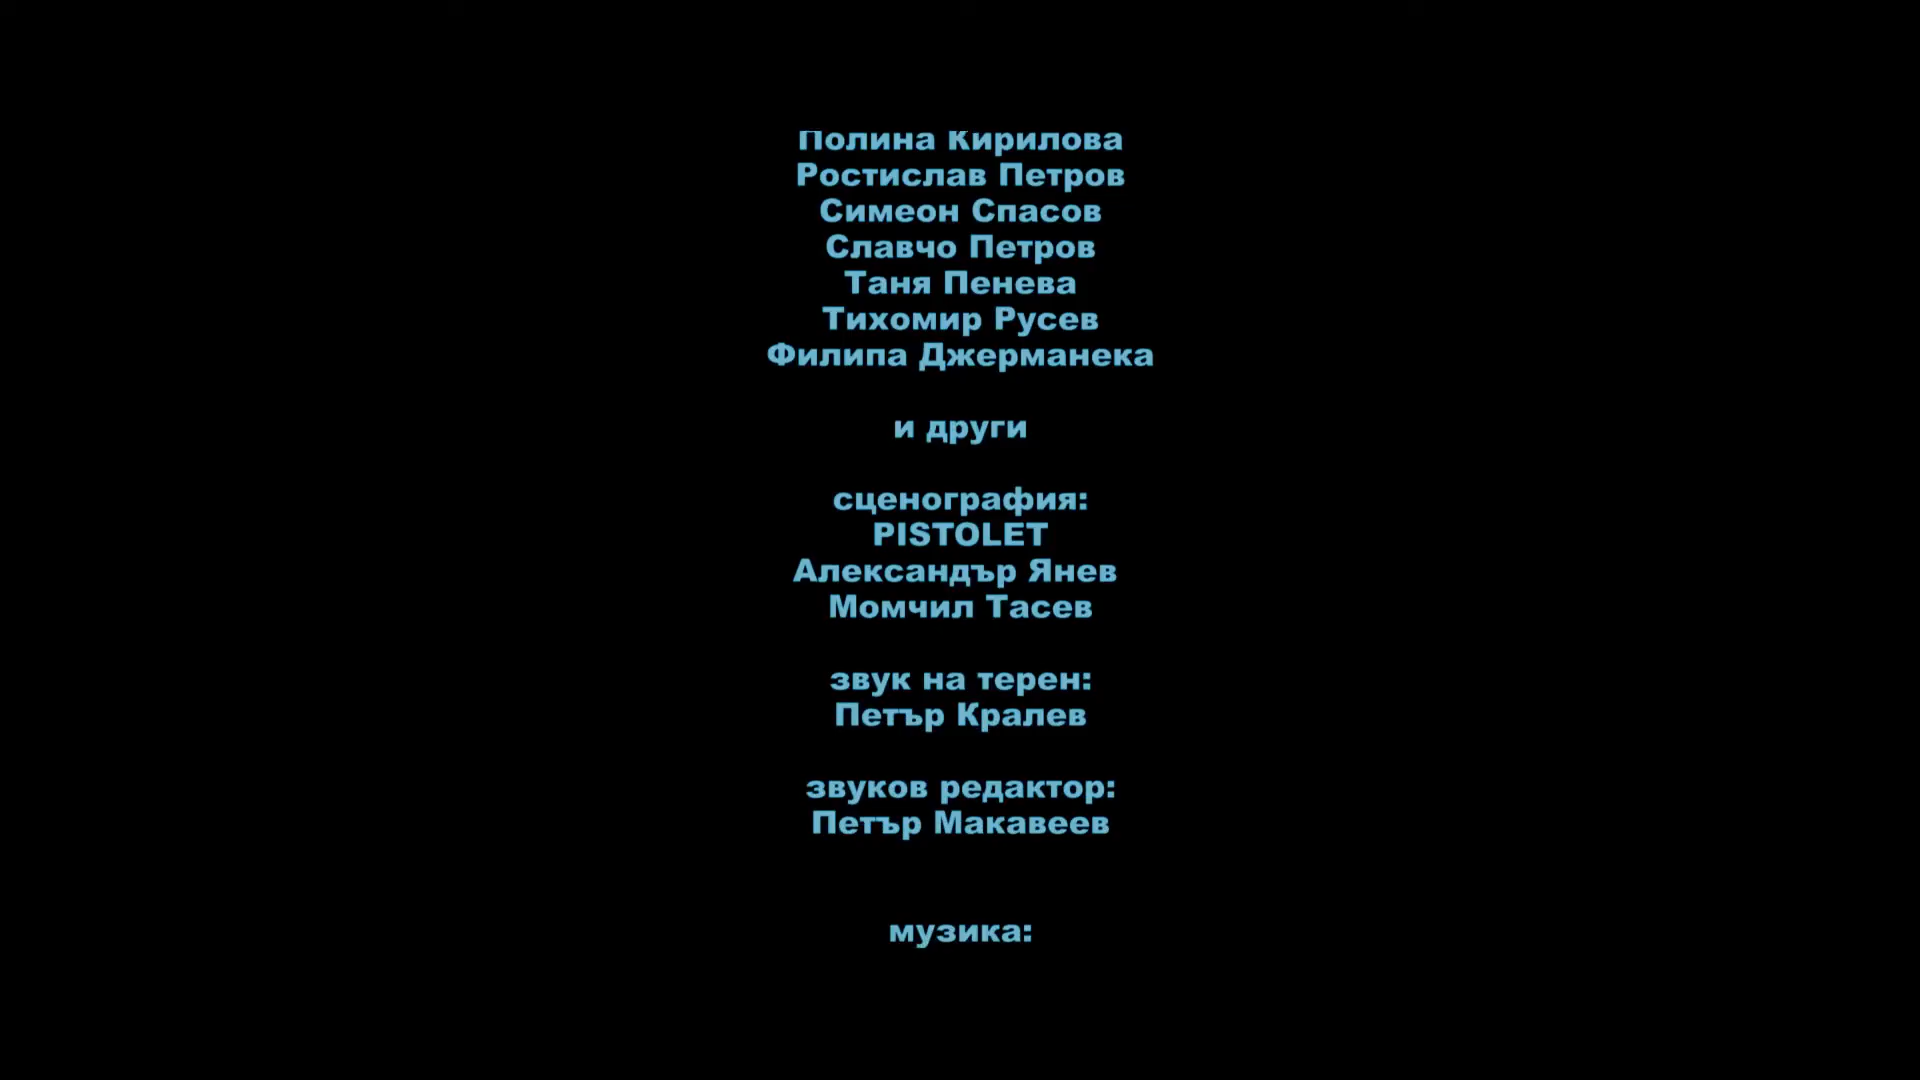 Полина Кирилова
Ростислав Петров
Симеон Спасов
Славчо Петров
Таня Пенева
Тихомир Русев
Филипа Джерманека
и други
сценография:
PISTOLET
Александър Янев
Момчил Тасев
звук на терен:
Петър Кралев
звуков редактор:
Петър Макавеев
музика: